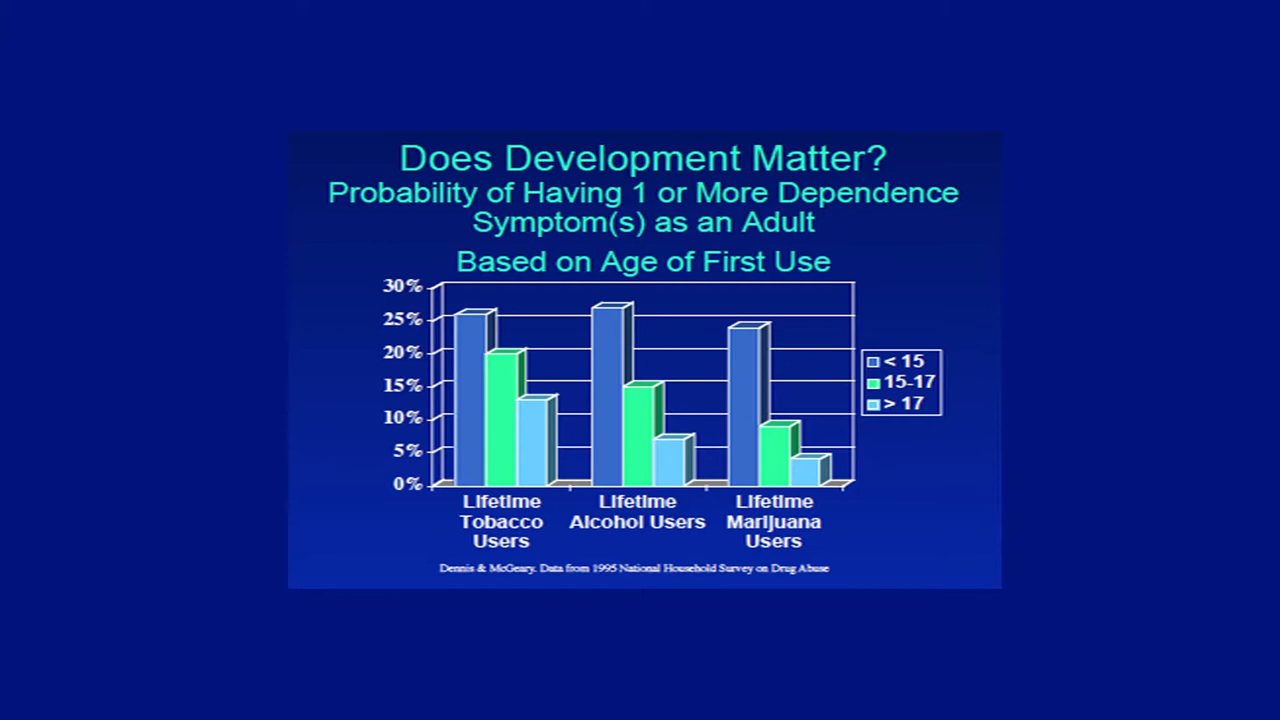 Does Development Matter?
Probability of Having 1 or More Dependence
Symptom(s) as an Adult
Based on Age of First Use
30%
25%
20%
15%
10%
5%
0%
< 15
15-17
> 17
Lifetime
Tobacco
Users
Lifetime
Alcohol Users
Lifetime
Marijuana
Users
Dennis & McGeary. Data from 1995 National Household Survey on Drug Abuse